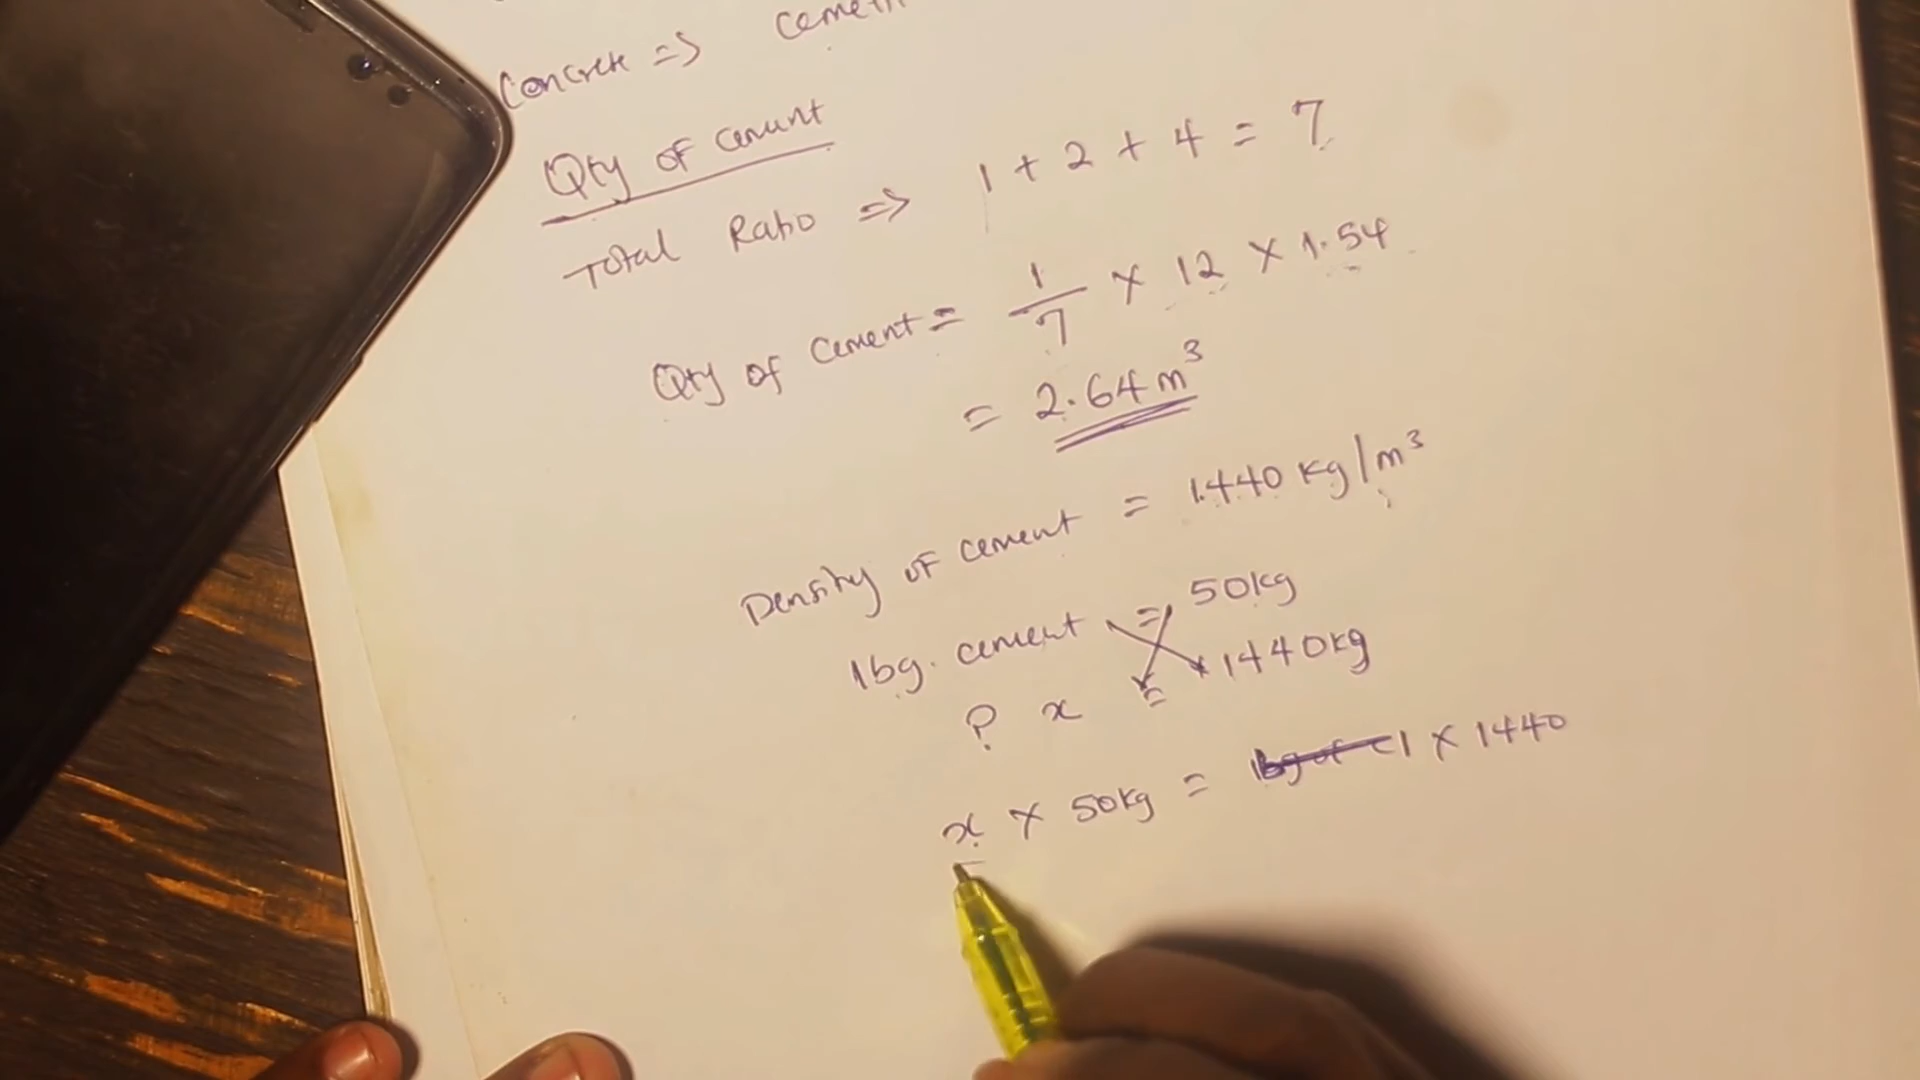 Concrete =>
Qty of cement
Total Ratio => 1 + 2 + 4 = 7
Qty of Cement = 1/7 x 12 x 1.54
= 2.64 m³
Density of cement = 1440 kg/m³
1bg. cement = 50kg
? x = 1440kg
x x 50kg = 1 x 1440